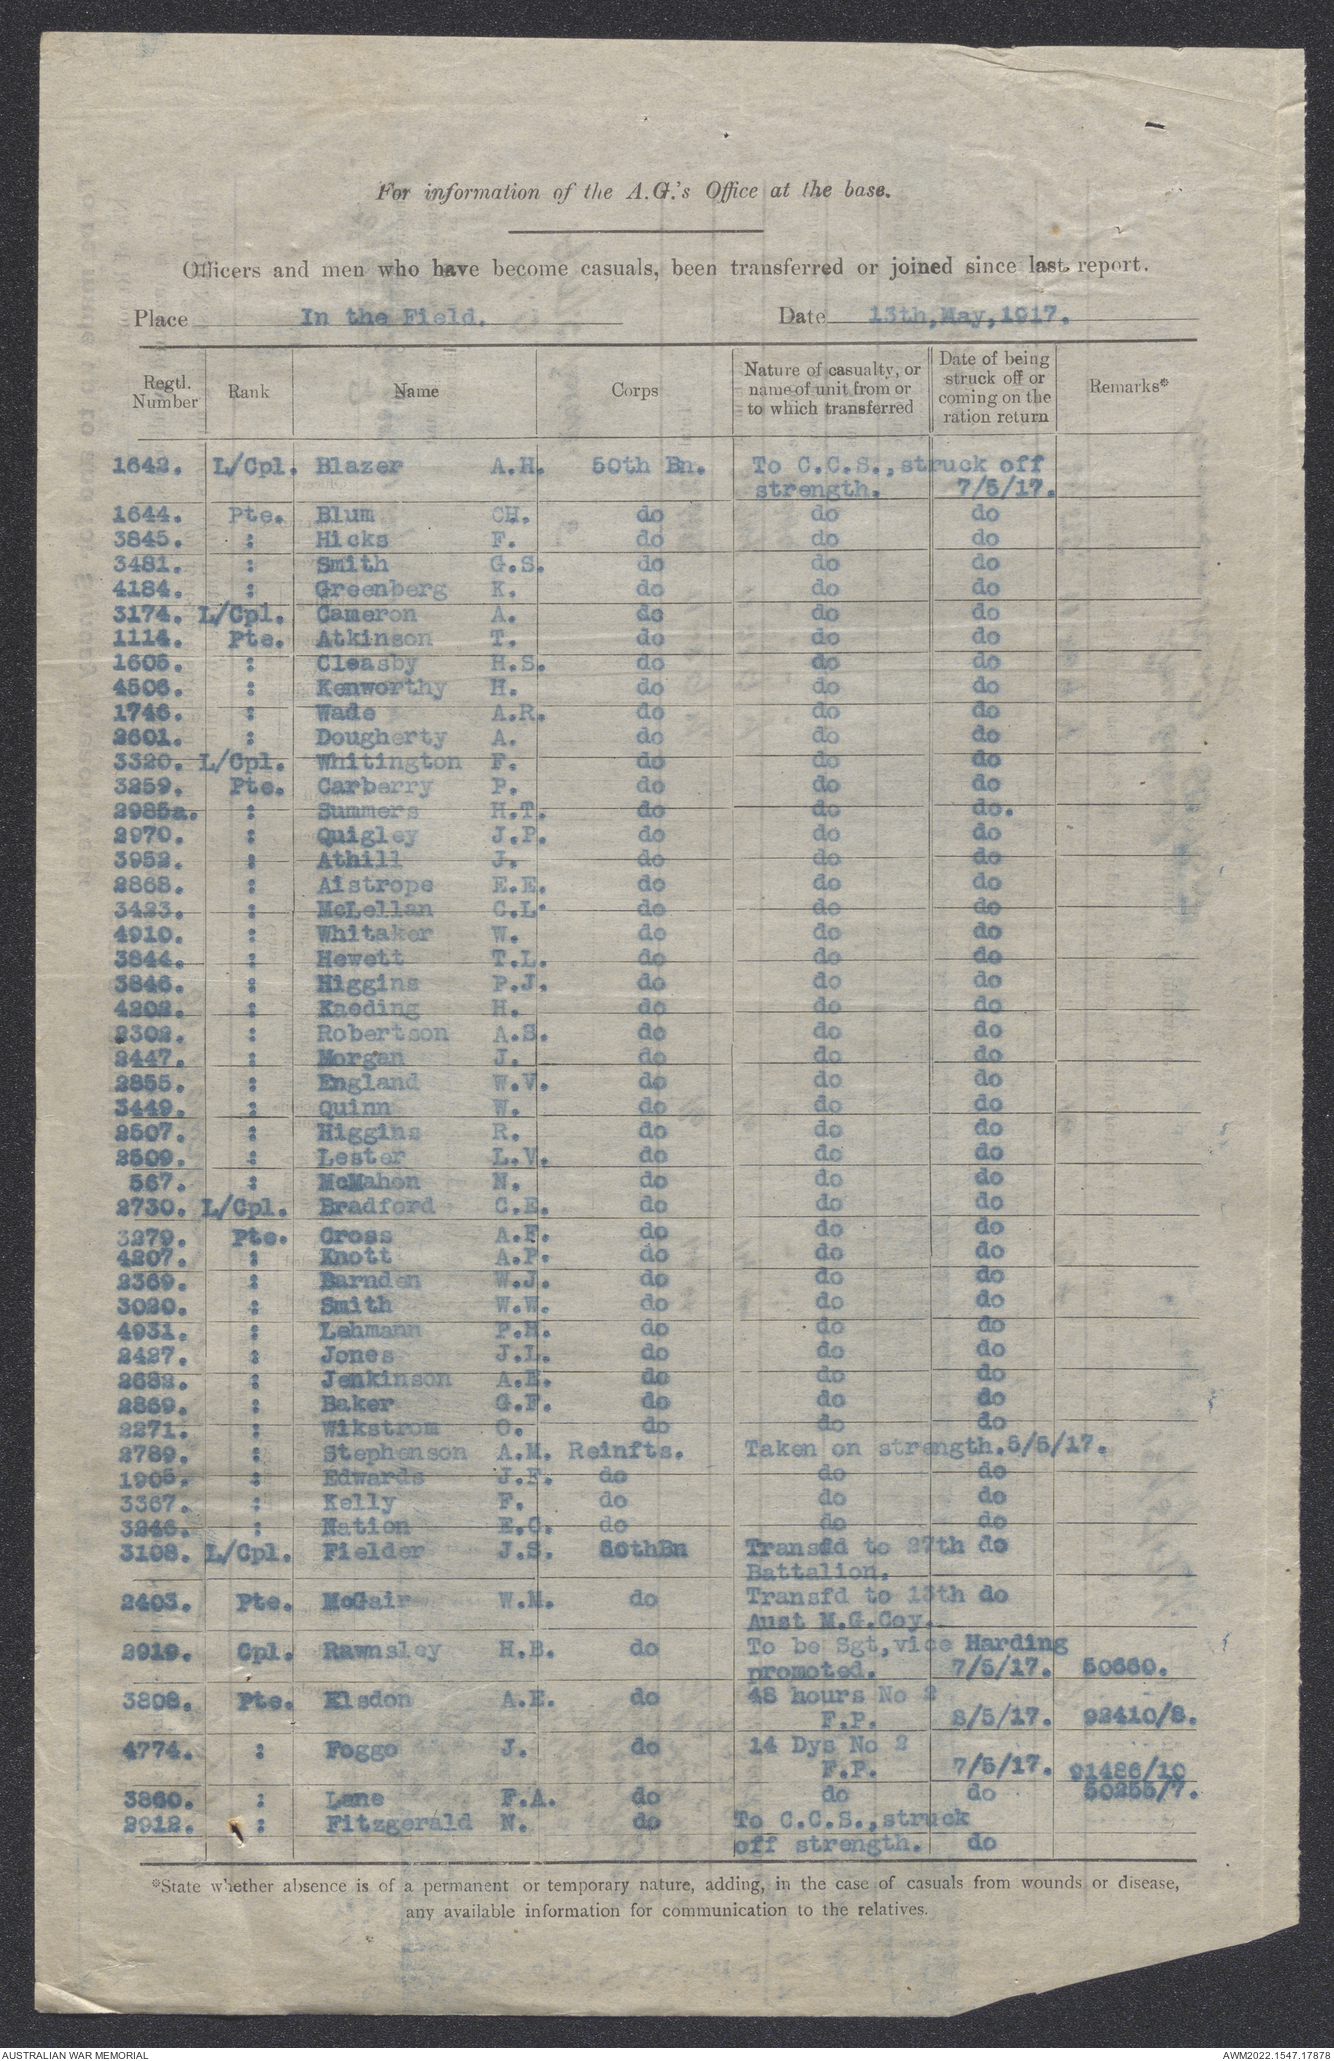 For information of the A.G.'s Office at the base.
Officers and men who have become casuals, been transferred or joined since last report.
Place In the Field. Date 13th,May,1917.
Regtl. Number Rank Name Corps Nature of casualty, or name of unit from or to which transferred Date of being struck off or coming on the ration return Remarks*
1642. L/Cpl. Blazer A.H. 50th Bn. To C.C.S., struck off
strength. 7/5/17.
1644. Pte. Blum CH. do do do
3845. : Hicks F. do do do
3481. : Smith G.S. do do do
4184. : Greenberg K. do do do
3174. L/Cpl. Cameron A. do do do
1114. Pte. Atkinson T. do do do
1605. : Cleasby H.S. do do do
4506. : Kenworthy H. do do do
1746. : Wade A.R. do do do
2601. : Dougherty A. do do do
3320. L/Cpl. Whitington F. do do do
3259. Pte. Carberry P. do do do
2985a. : Summers H.T. do do do.
2970. : Quigley J.P. do do do
3952. : Athill J. do do do
2868. : Aistrope E.E. do do do
3423. : McLellan C.L. do do do
4910. : Whitaker W. do do do
3844. : Hewett T.L. do do do
3846. : Higgins P.J. do do do
4202. : Kaeding H. do do do
2302. : Robertson A.S. do do do
2447. : Morgan J. do do do
2855. : England W.V. do do do
3449. : Quinn W. do do do
2507. : Higgins R. do do do
2509. : Lester L.V. do do do
567. : McMahon N. do do do
2730. L/Cpl. Bradford C.E. do do do
3279. Pte. Cross A.F. do do do
4207. : Knott A.P. do do do
2369. : Barnden W.J. do do do
3020. : Smith W.W. do do do
4931. : Lehmann P.H. do do do
2427. : Jones J.L. do do do
2682. : Jenkinson A.E. do do do
2869. : Baker G.F. do do do
2271. : Wikstrom O. do do do
2789. : Stephenson A.M. Reinfts. Taken on strength.5/5/17.
1905. : Edwards J.F. do do do
3367. : Kelly F. do do do
3246. : Nation E.C. do do do
3108. L/Cpl. Fielder J.S. 50thBn Transfd to 27th do
Battalion.
2403. Pte. McGair W.M. do Transfd to 13th do
Aust M.G.Coy.
2919. Cpl. Rawnsley H.B. do To be Sgt,vice Harding
promoted. 7/5/17. 50660.
3808. Pte. Elsdon A.E. do 48 hours No 2
F.P. 8/5/17. 92410/8.
4774. : Foggo J. do 14 Dys No 2
F.P. 7/5/17. 91486/10
3860. : Lane F.A. do do do 50255/7.
2912. : Fitzgerald N. do To C.C.S.,struck
off strength. do
*State whether absence is of a permanent or temporary nature, adding, in the case of casuals from wounds or disease,
any available information for communication to the relatives.
AUSTRALIAN WAR MEMORIAL AWM2022.1547.17878